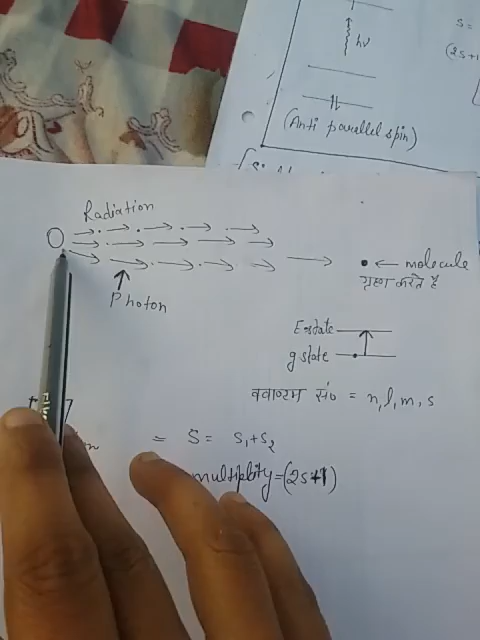 S =
hν
(2s+1
(Anti parallel spin)
Radiation
Photon
← molecule
ग्रहण करते है
E state
g state
क्वाण्टम सं० = n, l, m, s
= S = S₁+S₂
multiplity=(2s+1)